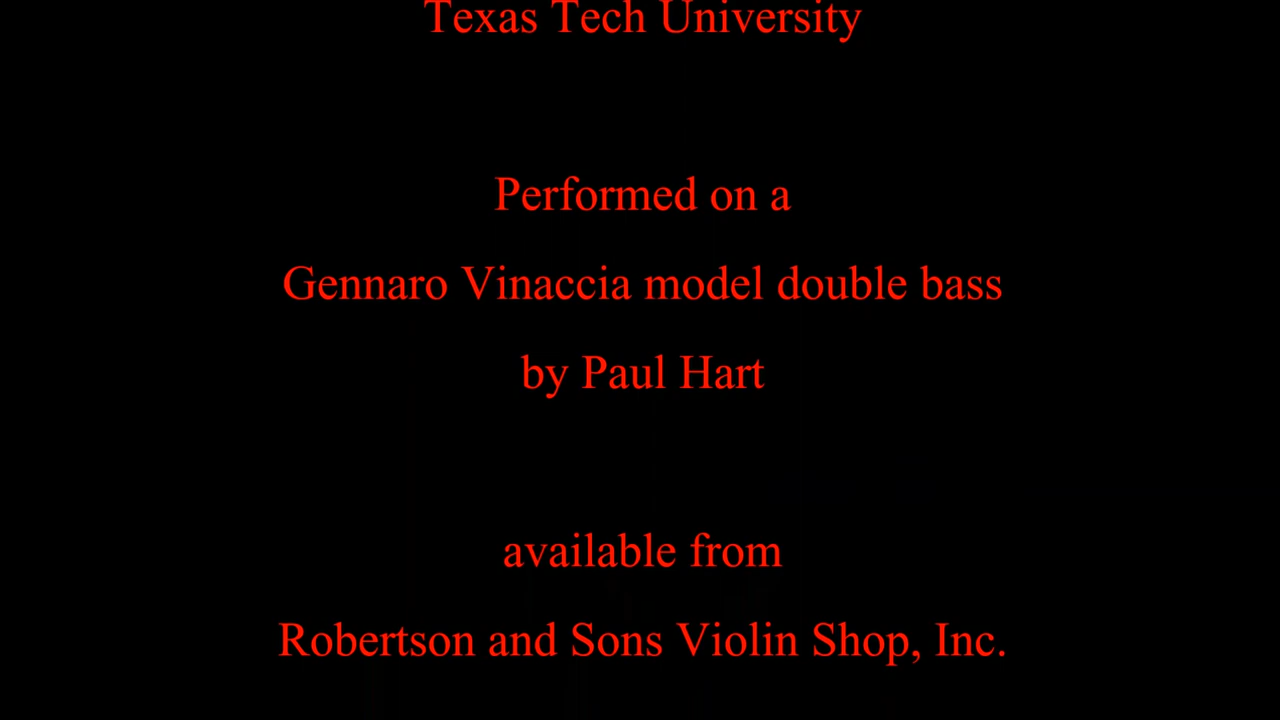 Texas Tech University
Performed on a
Gennaro Vinaccia model double bass
by Paul Hart
available from
Robertson and Sons Violin Shop, Inc.